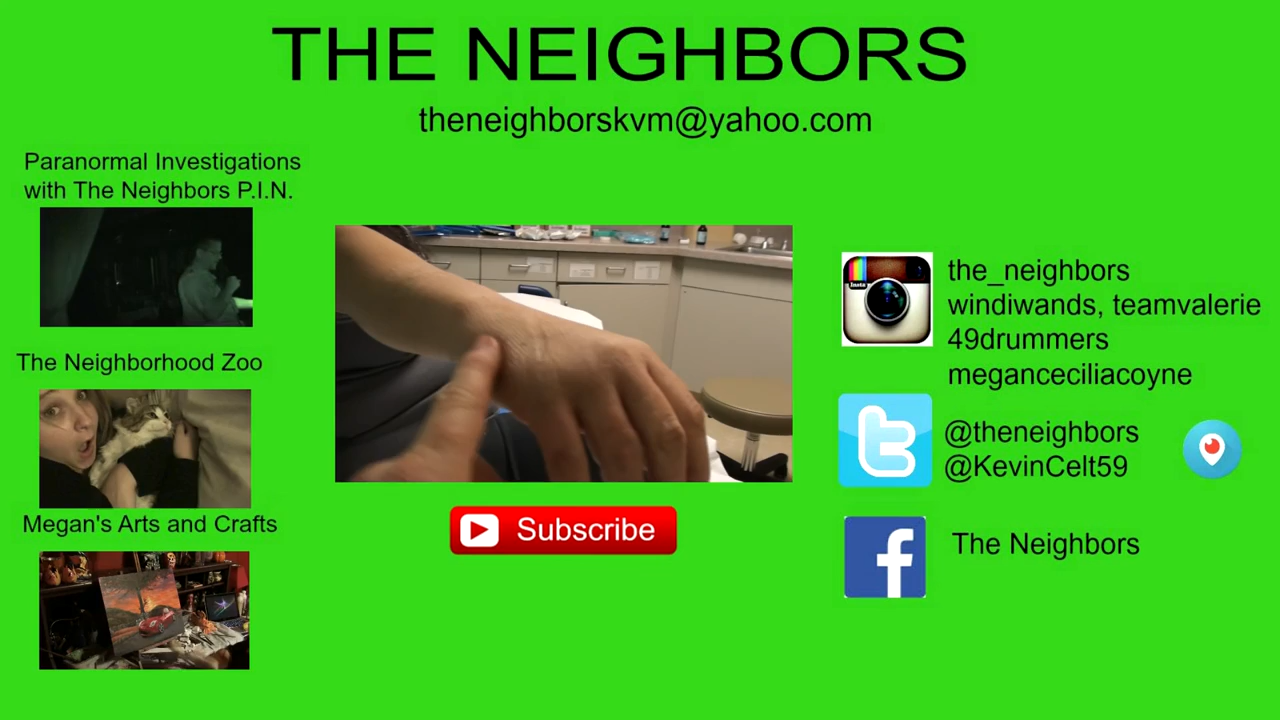 THE NEIGHBORS
theneighborskvm@yahoo.com
Paranormal Investigations
with The Neighbors P.I.N.
The Neighborhood Zoo
Megan's Arts and Crafts
Subscribe
Insta
the_neighbors
windiwands, teamvalerie
49drummers
meganceciliacoyne
@theneighbors
@KevinCelt59
The Neighbors